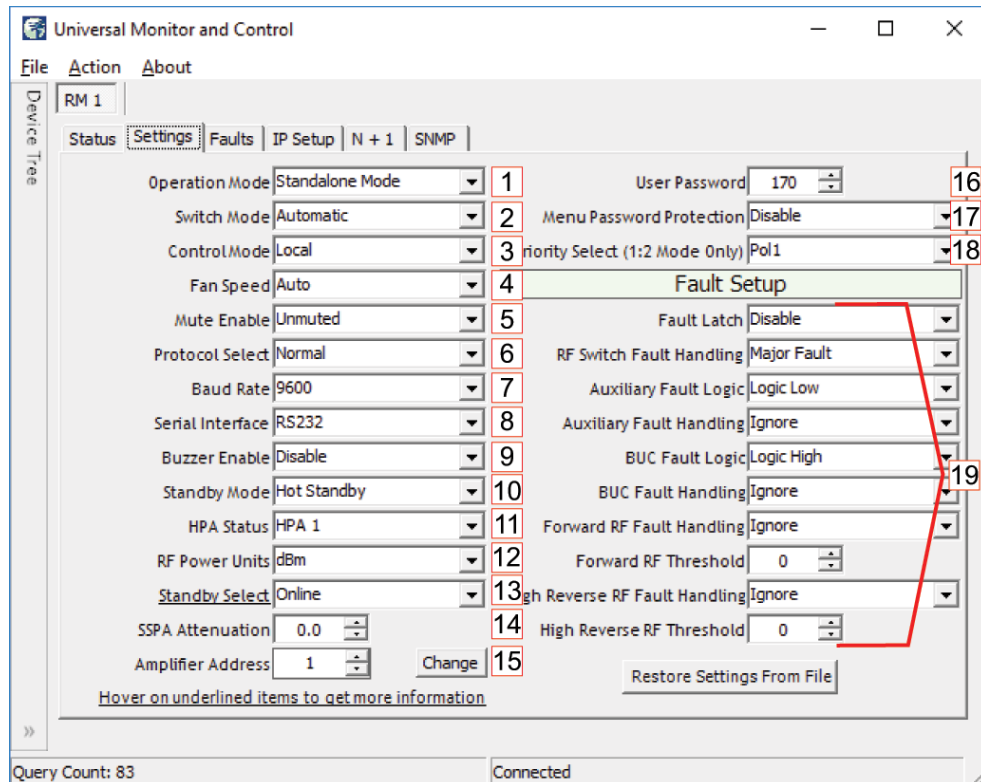 Universal Monitor and Control
File Action About
Device Tree
RM 1
Status Settings Faults IP Setup N + 1 SNMP
Operation Mode Standalone Mode 1
Switch Mode Automatic 2
Control Mode Local 3
Fan Speed Auto 4
Mute Enable Unmuted 5
Protocol Select Normal 6
Baud Rate 9600 7
Serial Interface RS232 8
Buzzer Enable Disable 9
Standby Mode Hot Standby 10
HPA Status HPA 1 11
RF Power Units dBm 12
Standby Select Online 13
SSPA Attenuation 0.0 14
Amplifier Address 1 Change 15
Hover on underlined items to get more information
User Password 170 16
Menu Password Protection Disable 17
riority Select (1:2 Mode Only) Pol1 18
Fault Setup
Fault Latch Disable
RF Switch Fault Handling Major Fault
Auxiliary Fault Logic Logic Low
Auxiliary Fault Handling Ignore
BUC Fault Logic Logic High
19
BUC Fault Handling Ignore
Forward RF Fault Handling Ignore
Forward RF Threshold 0
gh Reverse RF Fault Handling Ignore
High Reverse RF Threshold 0
Restore Settings From File
»
Query Count: 83
Connected